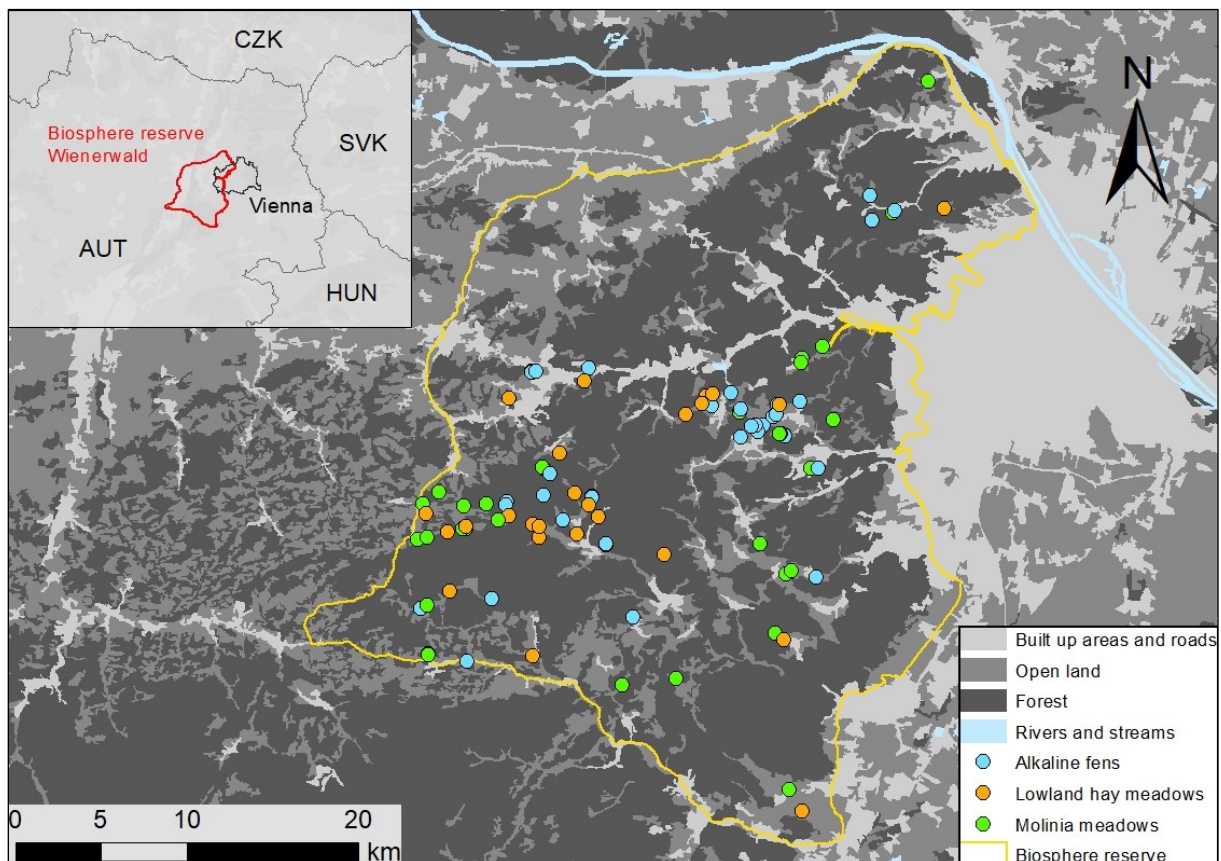 CZK
Biosphere reserve
Wienerwald
SVK
Vienna
AUT
HUN
N
Built up areas and roads
Open land
Forest
Rivers and streams
Alkaline fens
Lowland hay meadows
Molinia meadows
Biosphere reserve
0 5 10 20
km